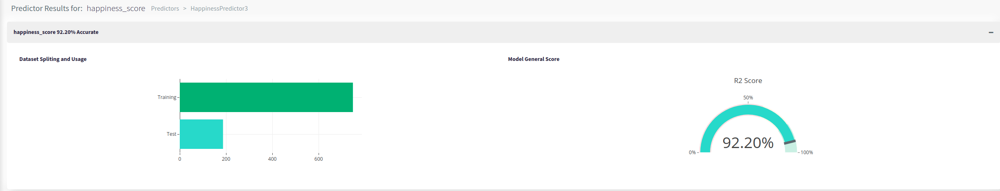 Predictor Results for: happiness_score Predictors > HappinessPredictor3
happiness_score 92.20% Accurate
Dataset Spliting and Usage
Training
Test
0 200 400 600
Model General Score
R2 Score
50%
92.20%
0% 100%